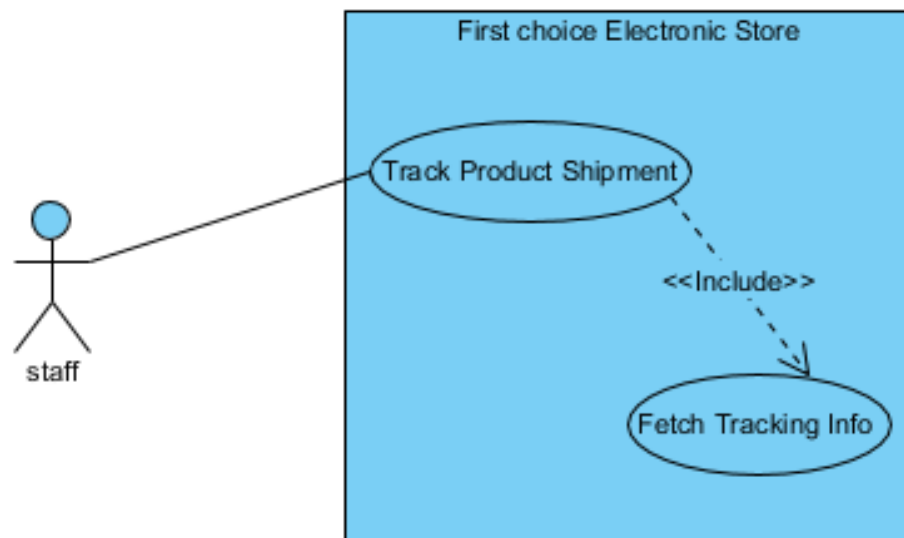 First choice Electronic Store
Track Product Shipment
<<Include>>
staff
Fetch Tracking Info